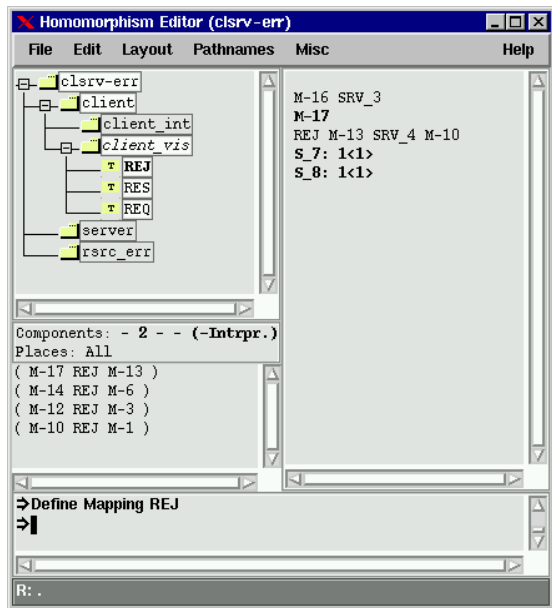 Homomorphism Editor (clsrv-err)
File Edit Layout Pathnames Misc Help
clsrv-err
client
client_int
client_vis
T REJ
T RES
T REQ
server
rsrc_err
M-16 SRV_3
M-17
REJ M-13 SRV_4 M-10
S_7: 1<1>
S_8: 1<1>
Components: - 2 - - (-Intrpr.)
Places: All
( M-17 REJ M-13 )
( M-14 REJ M-6 )
( M-12 REJ M-3 )
( M-10 REJ M-1 )
⇒Define Mapping REJ
⇒
R: .